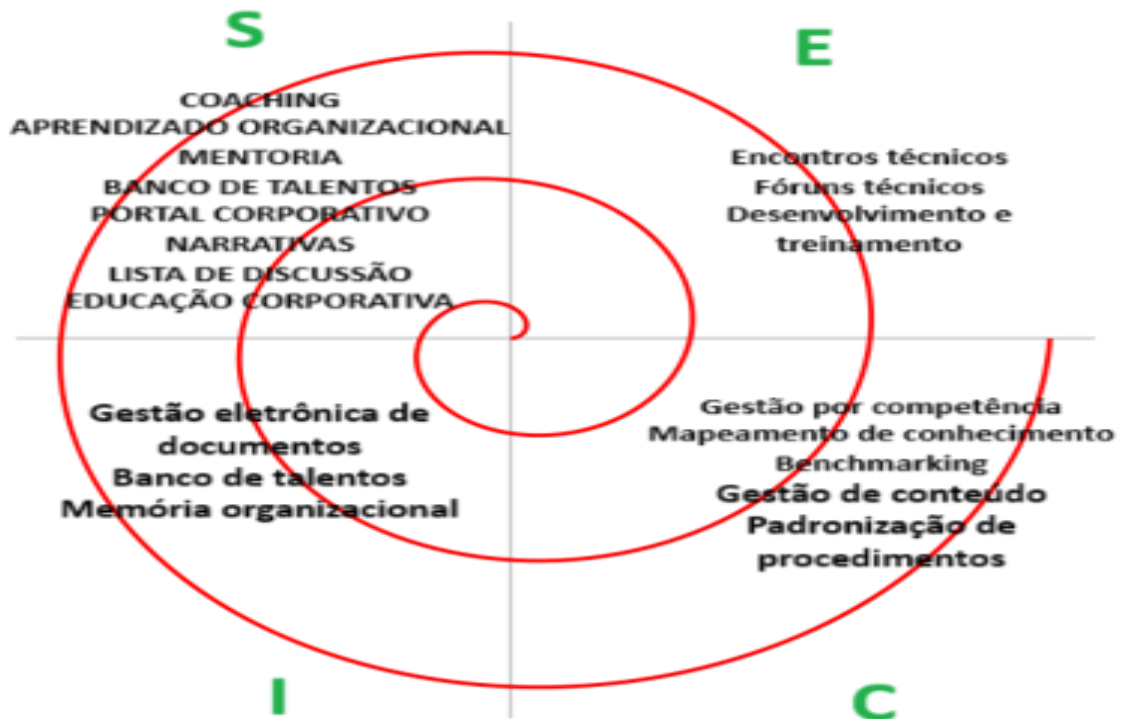 S
COACHING
APRENDIZADO ORGANIZACIONAL
MENTORIA
BANCO DE TALENTOS
PORTAL CORPORATIVO
NARRATIVAS
LISTA DE DISCUSSÃO
EDUCAÇÃO CORPORATIVA
E
Encontros técnicos
Fóruns técnicos
Desenvolvimento e
treinamento
Gestão eletrônica de
documentos
Banco de talentos
Memória organizacional
I
Gestão por competência
Mapeamento de conhecimento
Benchmarking
Gestão de conteúdo
Padronização de
procedimentos
C